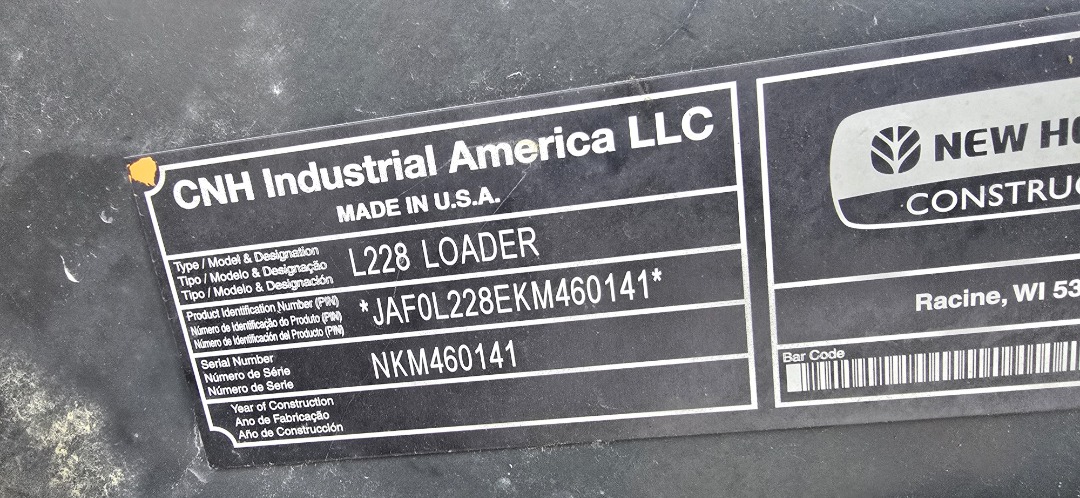 CNH Industrial America LLC
MADE IN U.S.A.
Type / Model & Designation
Tipo / Modelo & Designação
Tipo / Modelo & Designación
L228 LOADER
Product Identification Number (PIN)
Número de Identificação do Produto (PIN)
Número de Identificación del Producto (PIN)
*JAF0L228EKM460141*
Serial Number
Número de Série
Número de Serie
NKM460141
Year of Construction
Ano de Fabricação
Año de Construcción
NEW HO
CONSTRUC
Racine, WI 53
Bar Code